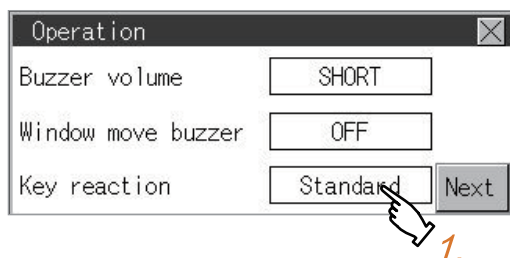 Operation
Buzzer volume SHORT
Window move buzzer OFF
Key reaction Standard Next
1.